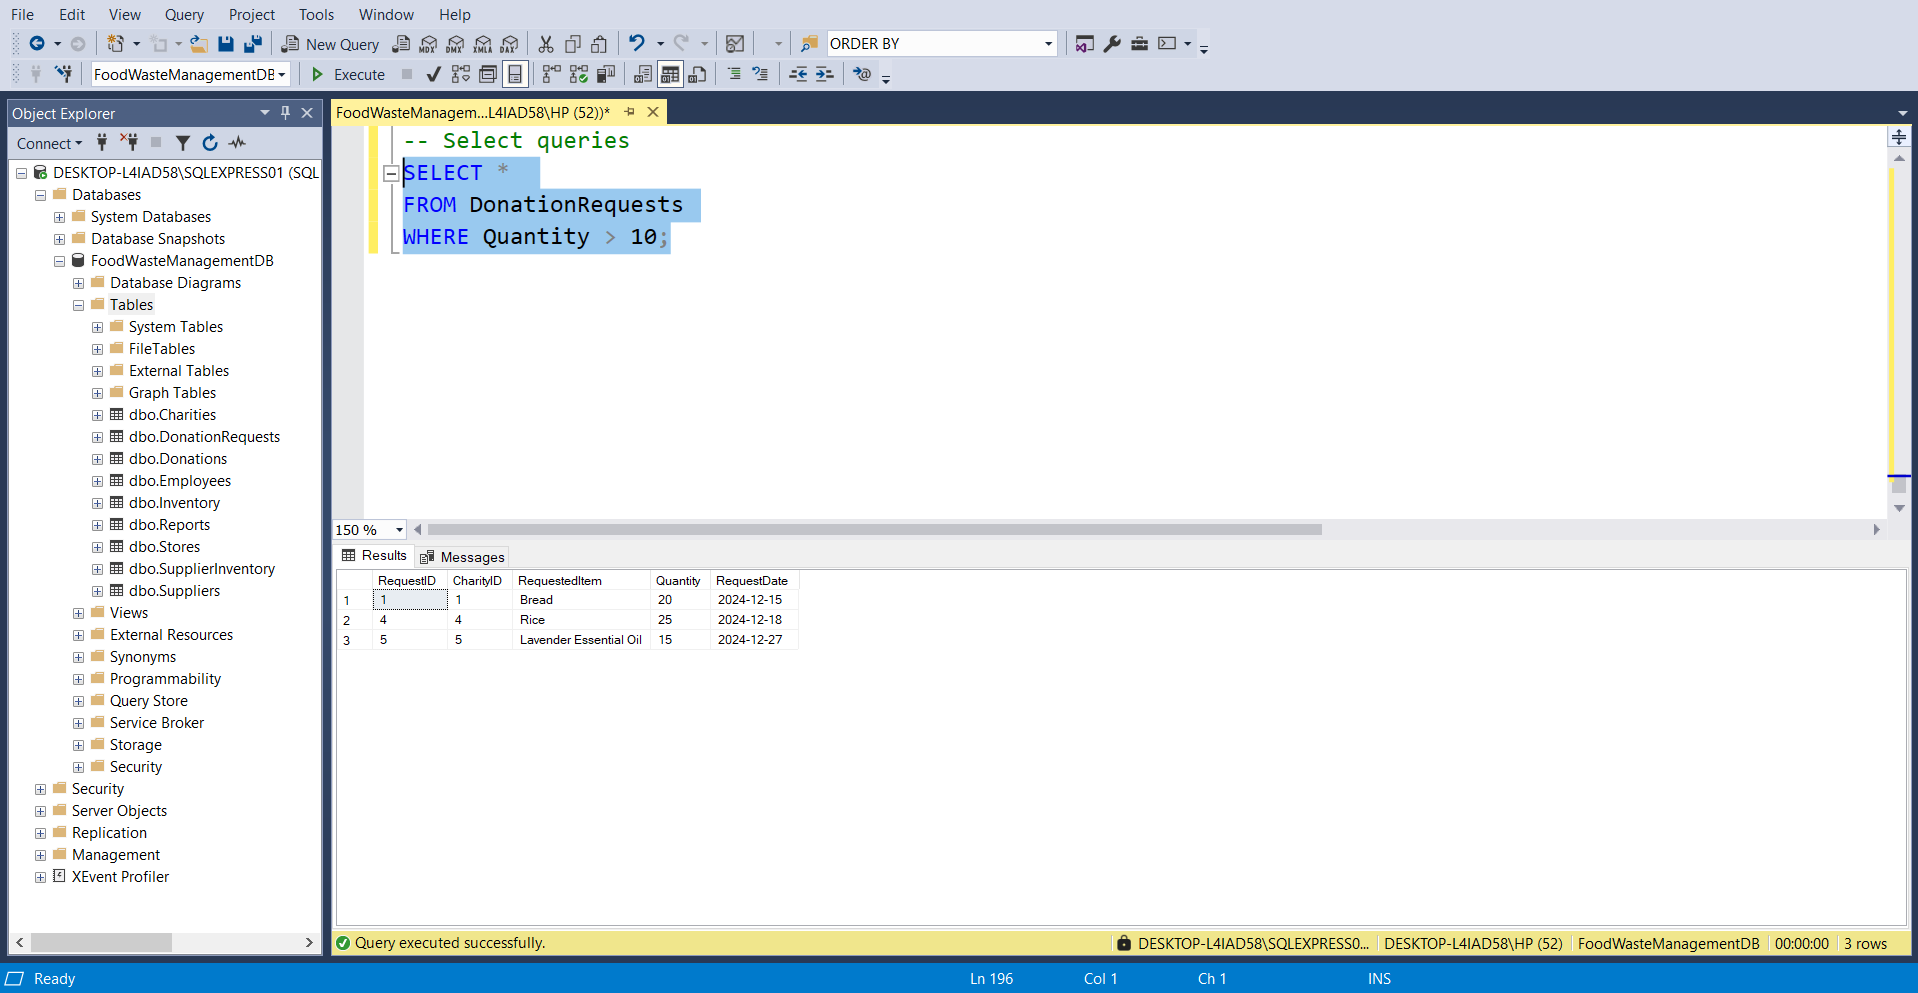 File Edit View Query Project Tools Window Help
New Query MDX DMX XMLA DAX ORDER BY
FoodWasteManagementDB Execute
Object Explorer
Connect
DESKTOP-L4IAD58\SQLEXPRESS01 (SQL
Databases
System Databases
Database Snapshots
FoodWasteManagementDB
Database Diagrams
Tables
System Tables
FileTables
External Tables
Graph Tables
dbo.Charities
dbo.DonationRequests
dbo.Donations
dbo.Employees
dbo.Inventory
dbo.Reports
dbo.Stores
dbo.SupplierInventory
dbo.Suppliers
Views
External Resources
Synonyms
Programmability
Query Store
Service Broker
Storage
Security
Security
Server Objects
Replication
Management
XEvent Profiler
FoodWasteManagem...L4IAD58\HP (52))*
-- Select queries
SELECT *
FROM DonationRequests
WHERE Quantity > 10;
150 %
Results Messages
RequestID CharityID RequestedItem Quantity RequestDate
1 1 1 Bread 20 2024-12-15
2 4 4 Rice 25 2024-12-18
3 5 5 Lavender Essential Oil 15 2024-12-27
Query executed successfully. DESKTOP-L4IAD58\SQLEXPRESS0... DESKTOP-L4IAD58\HP (52) FoodWasteManagementDB 00:00:00 3 rows
Ready Ln 196 Col 1 Ch 1 INS